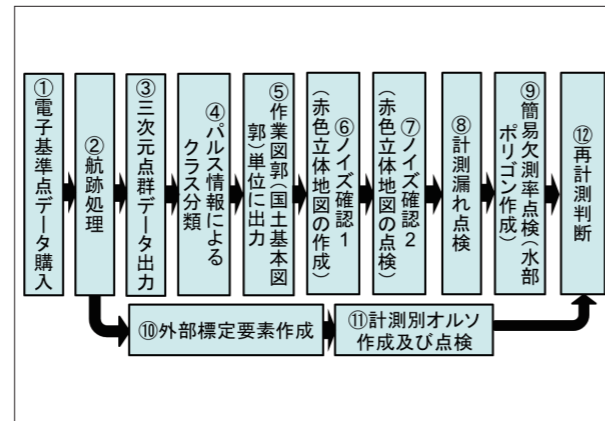 ①電子基準点データ購入
②航跡処理
③三次元点群データ出力
④パルス情報による
クラス分類
⑤作業図郭(国土基本図
郭)単位に出力
⑥ノイズ確認1
(赤色立体地図の作成)
⑦ノイズ確認2
(赤色立体地図の点検)
⑧計測漏れ点検
⑨簡易欠測率点検(水部
ポリゴン作成)
⑫再計測判断
⑩外部標定要素作成
⑪計測別オルソ
作成及び点検